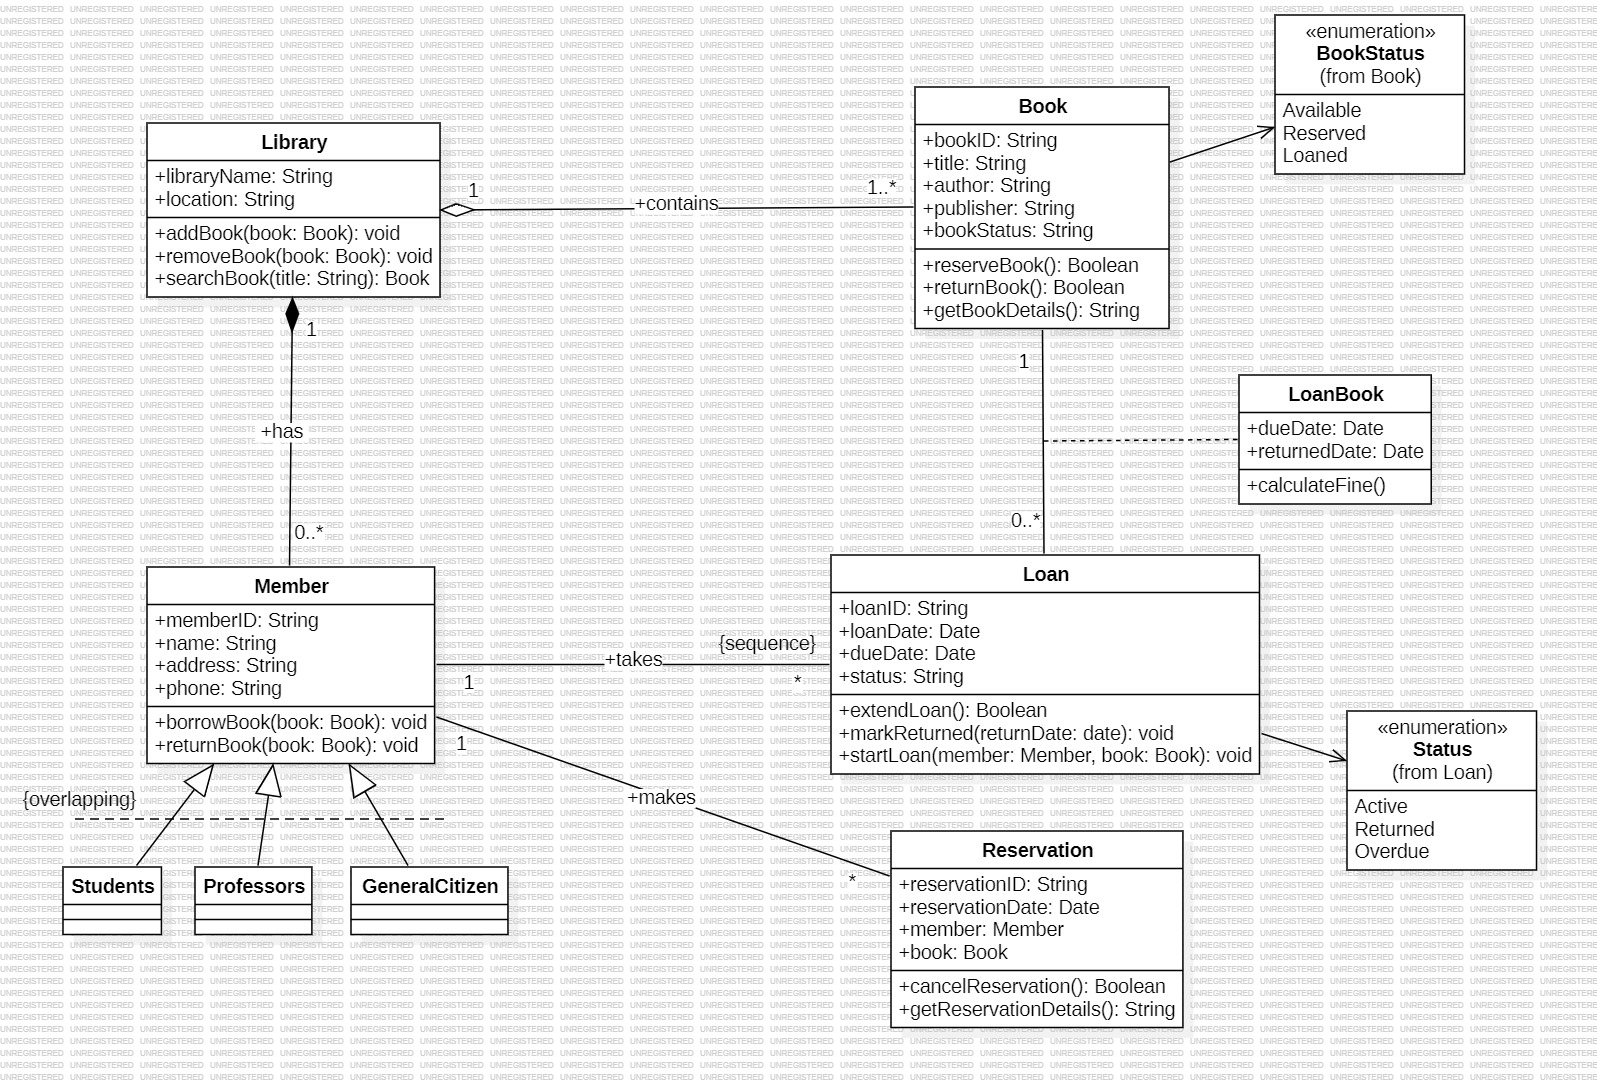 «enumeration»
BookStatus
(from Book)
Available
Reserved
Loaned
Book
+bookID: String
+title: String
+author: String
+publisher: String
+bookStatus: String
+reserveBook(): Boolean
+returnBook(): Boolean
+getBookDetails(): String
Library
+libraryName: String
+location: String
+addBook(book: Book): void
+removeBook(book: Book): void
+searchBook(title: String): Book
1
+contains
1..*
1
+has
0..*
1
0..*
LoanBook
+dueDate: Date
+returnedDate: Date
+calculateFine()
Member
+memberID: String
+name: String
+address: String
+phone: String
+borrowBook(book: Book): void
+returnBook(book: Book): void
1
+takes
{sequence}
*
Loan
+loanID: String
+loanDate: Date
+dueDate: Date
+status: String
+extendLoan(): Boolean
+markReturned(returnDate: date): void
+startLoan(member: Member, book: Book): void
«enumeration»
Status
(from Loan)
Active
Returned
Overdue
1
+makes
*
{overlapping}
Students
Professors
GeneralCitizen
Reservation
+reservationID: String
+reservationDate: Date
+member: Member
+book: Book
+cancelReservation(): Boolean
+getReservationDetails(): String
UNREGISTERED